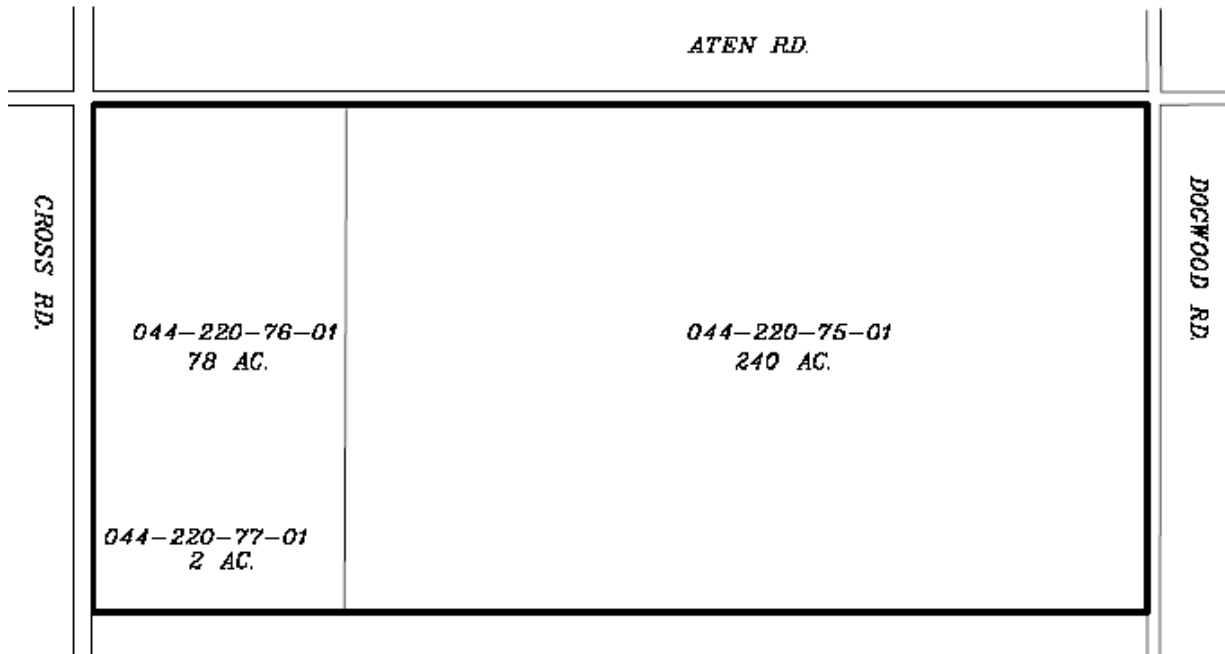 ATEN RD.
CROSS RD.
DOGWOOD RD.
044-220-76-01
78 AC.
044-220-75-01
240 AC.
044-220-77-01
2 AC.